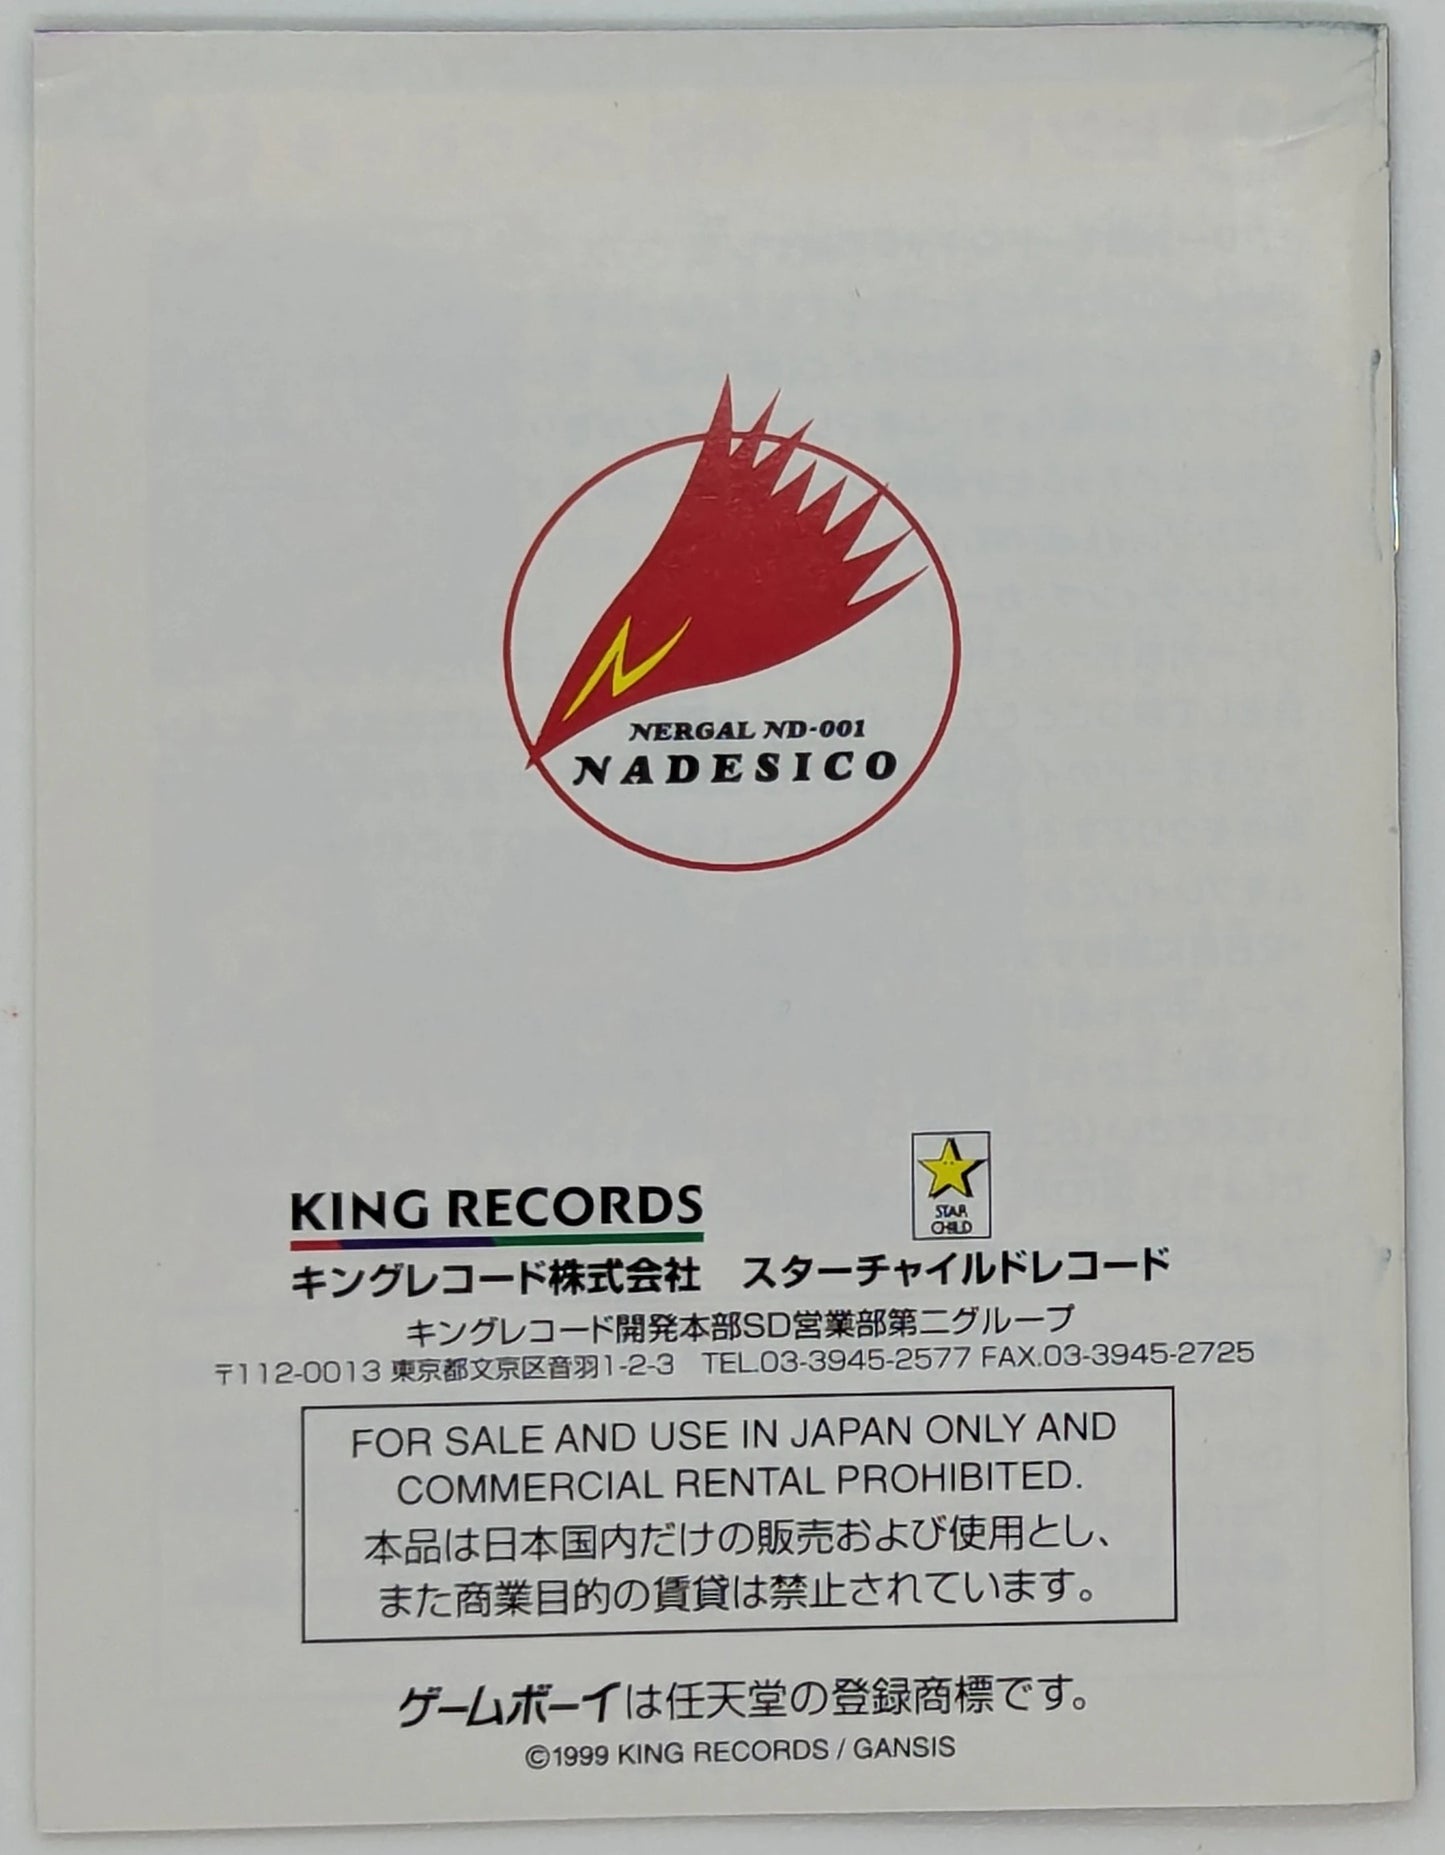 NERGAL ND-001
NADESICO
KING RECORDS
STAR
CHILD
キングレコード株式会社 スターチャイルドレコード
キングレコード開発本部SD営業部第二グループ
〒112-0013 東京都文京区音羽1-2-3 TEL.03-3945-2577 FAX.03-3945-2725
FOR SALE AND USE IN JAPAN ONLY AND
COMMERCIAL RENTAL PROHIBITED.
本品は日本国内だけの販売および使用とし、
また商業目的の賃貸は禁止されています。
ゲームボーイは任天堂の登録商標です。
©1999 KING RECORDS / GANSIS